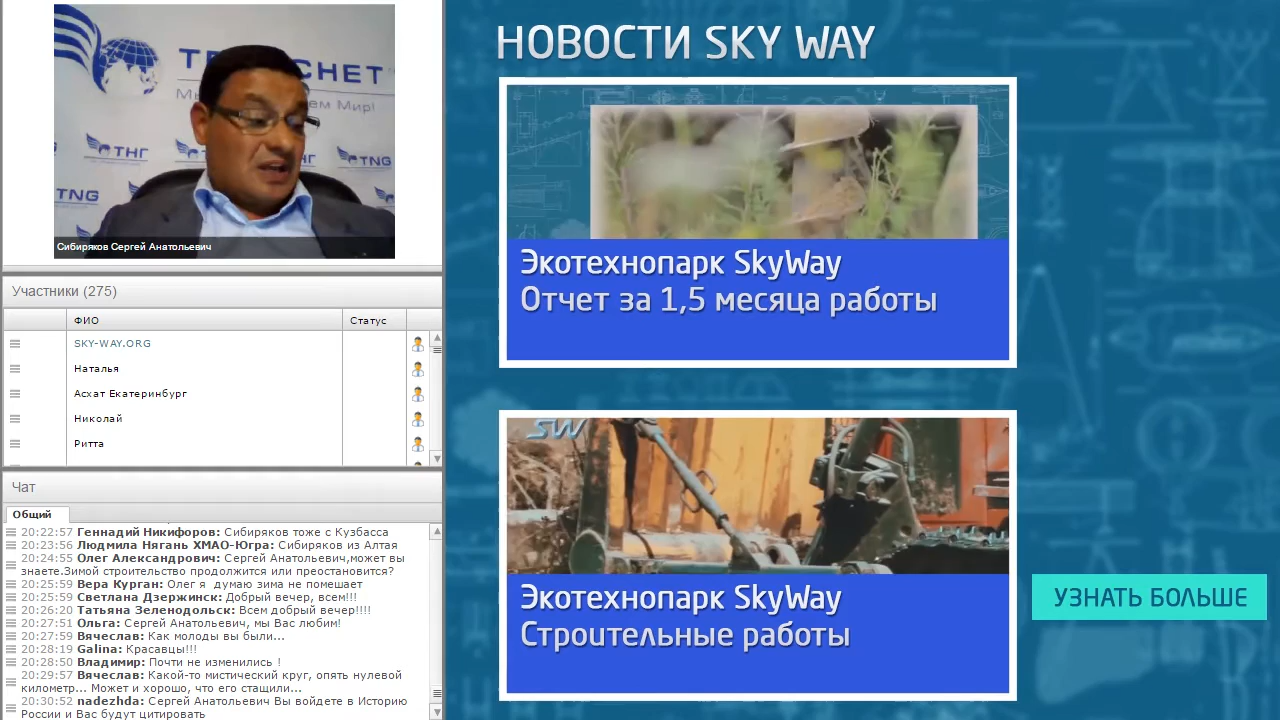 TNG
ТНГ
TNG
TNG
Сибиряков Сергей Анатольевич
Участники (275)
ФИО
Статус
SKY-WAY.ORG
Наталья
Асхат Екатеринбург
Николай
Ритта
Чат
Общий
20:22:57 Геннадий Никифоров: Сибиряков тоже с Кузбасса
20:23:56 Людмила Нягань ХМАО-Югра: Сибиряков из Алтая
20:24:55 Олег Александрович: Сергей Анатольевич,может вы
знаете.Зимой строительство продолжится или преостановится?
20:25:59 Вера Курган: Олег я думаю зима не помешает
20:25:59 Светлана Дзержинск: Добрый вечер, всем!!!
20:26:20 Татьяна Зеленодольск: Всем добрый вечер!!!!
20:27:51 Ольга: Сергей Анатольевич, мы Вас любим!
20:27:59 Вячеслав: Как молоды вы были...
20:28:19 Galina: Красавцы!!!
20:28:50 Владимир: Почти не изменились !
20:29:57 Вячеслав: Какой-то мистический круг, опять нулевой
километр... Может и хорошо, что его стащили...
20:30:52 nadezhda: Сергей Анатольевич Вы войдете в Историю
России и Вас будут цитировать
НОВОСТИ SKY WAY
Экотехнопарк SkyWay
Отчет за 1,5 месяца работы
SW
Экотехнопарк SkyWay
Строительные работы
УЗНАТЬ БОЛЬШЕ